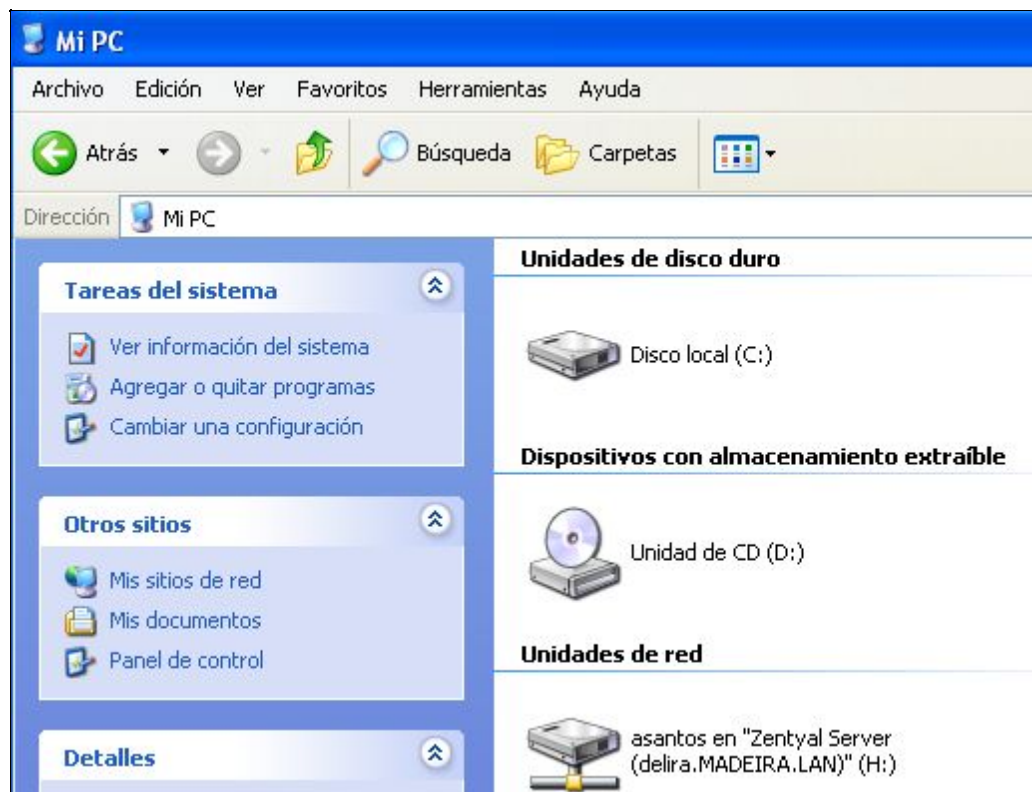 Mi PC
Archivo Edición Ver Favoritos Herramientas Ayuda
Atrás Búsqueda Carpetas
Dirección Mi PC
Tareas del sistema
Ver información del sistema
Agregar o quitar programas
Cambiar una configuración
Otros sitios
Mis sitios de red
Mis documentos
Panel de control
Detalles
Unidades de disco duro
Disco local (C:)
Dispositivos con almacenamiento extraíble
Unidad de CD (D:)
Unidades de red
asantos en "Zentyal Server
(delira.MADEIRA.LAN)" (H:)